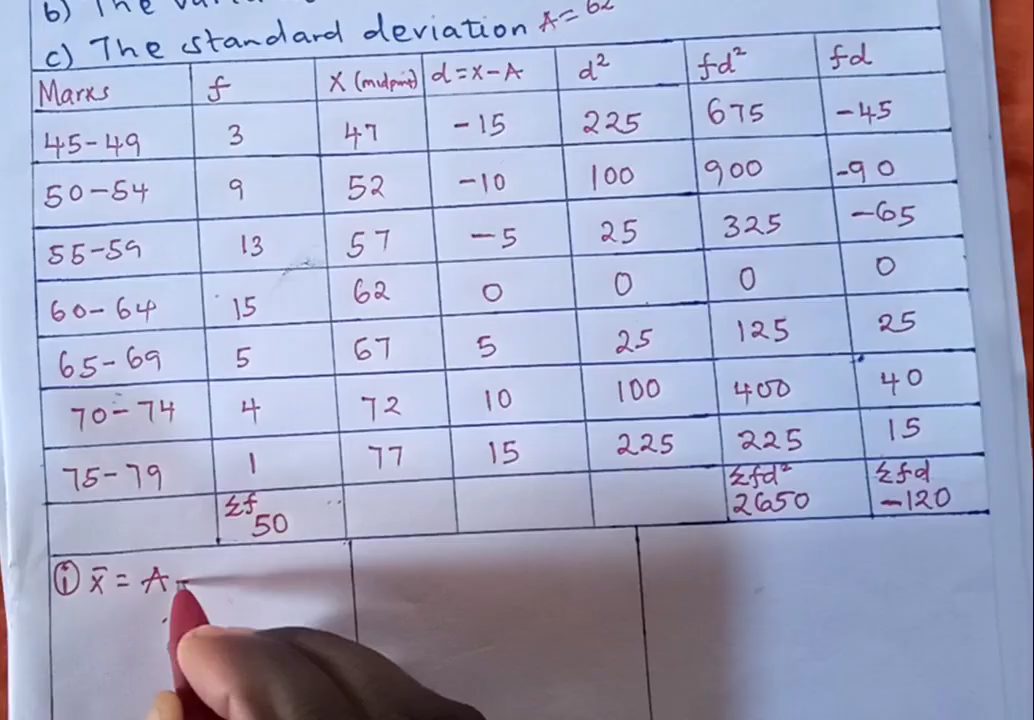 b) The
c) The standard deviation A=62
Marks f X (midpoint) d=x-A d² fd² fd
45-49 3 47 -15 225 675 -45
50-54 9 52 -10 100 900 -90
55-59 13 57 -5 25 325 -65
60-64 15 62 0 0 0 0
65-69 5 67 5 25 125 25
70-74 4 72 10 100 400 40
75-79 1 77 15 225 225 15
Σf Σfd² Σfd
50 2650 -120
(i) x̄ = A